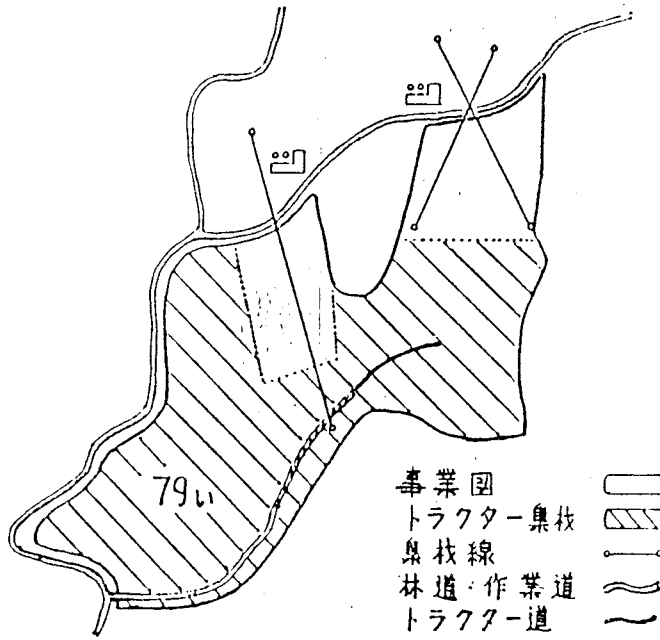 79い
事業図
トラクター集材
集材線
林道・作業道
トラクター道